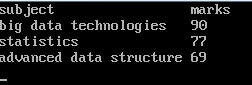 subject marks
big data technologies 90
statistics 77
advanced data structure 69